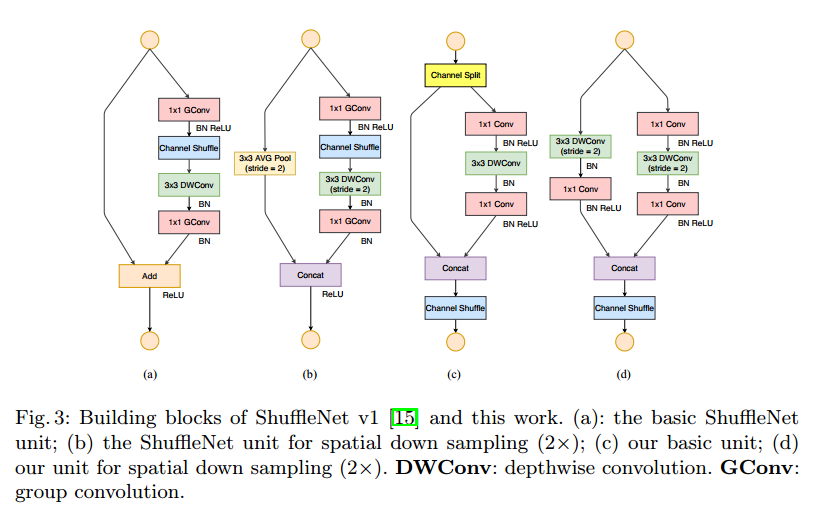 1x1 GConv
BN ReLU
Channel Shuffle
3x3 DWConv
BN
1x1 GConv
BN
Add
ReLU
(a)
1x1 GConv
BN ReLU
Channel Shuffle
3x3 AVG Pool
(stride = 2)
3x3 DWConv
(stride = 2)
BN
1x1 GConv
BN
Concat
ReLU
(b)
Channel Split
1x1 Conv
BN ReLU
3x3 DWConv
BN
1x1 Conv
BN ReLU
Concat
Channel Shuffle
(c)
3x3 DWConv
(stride = 2)
BN
1x1 Conv
BN ReLU
1x1 Conv
BN ReLU
3x3 DWConv
(stride = 2)
BN
1x1 Conv
BN ReLU
Concat
Channel Shuffle
(d)
Fig. 3: Building blocks of ShuffleNet v1 [15] and this work. (a): the basic ShuffleNet
unit; (b) the ShuffleNet unit for spatial down sampling (2×); (c) our basic unit; (d)
our unit for spatial down sampling (2×). DWConv: depthwise convolution. GConv:
group convolution.